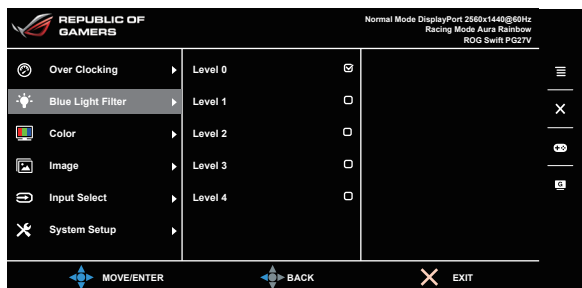 REPUBLIC OF
GAMERS
Normal Mode DisplayPort 2560x1440@60Hz
Racing Mode Aura Rainbow
ROG Swift PG27V
Over Clocking
Level 0
Blue Light Filter
Level 1
Color
Level 2
Image
Level 3
Input Select
Level 4
System Setup
G
MOVE/ENTER
BACK
EXIT